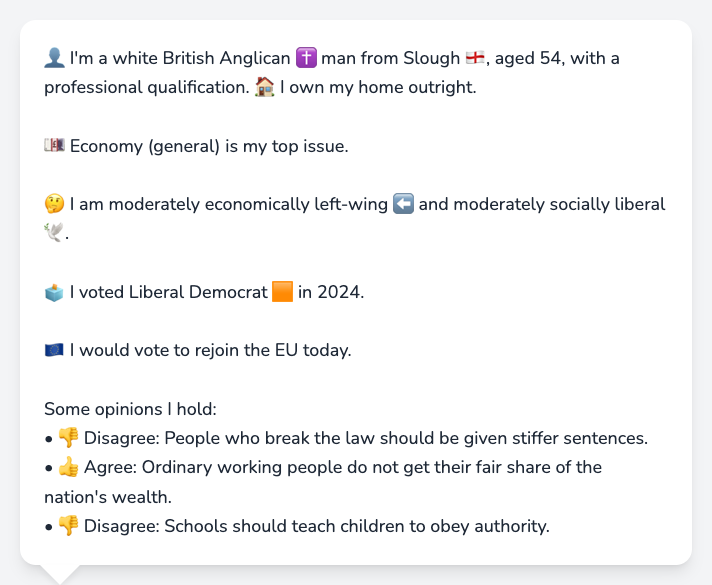 👤 I'm a white British Anglican ✝️ man from Slough 🏴󠁧󠁢󠁥󠁮󠁧󠁿, aged 54, with a
professional qualification. 🏠 I own my home outright.
💷 Economy (general) is my top issue.
🤔 I am moderately economically left-wing ⬅️ and moderately socially liberal
🕊️.
🗳️ I voted Liberal Democrat 🟧 in 2024.
🇪🇺 I would vote to rejoin the EU today.
Some opinions I hold:
• 👎 Disagree: People who break the law should be given stiffer sentences.
• 👍 Agree: Ordinary working people do not get their fair share of the
nation's wealth.
• 👎 Disagree: Schools should teach children to obey authority.